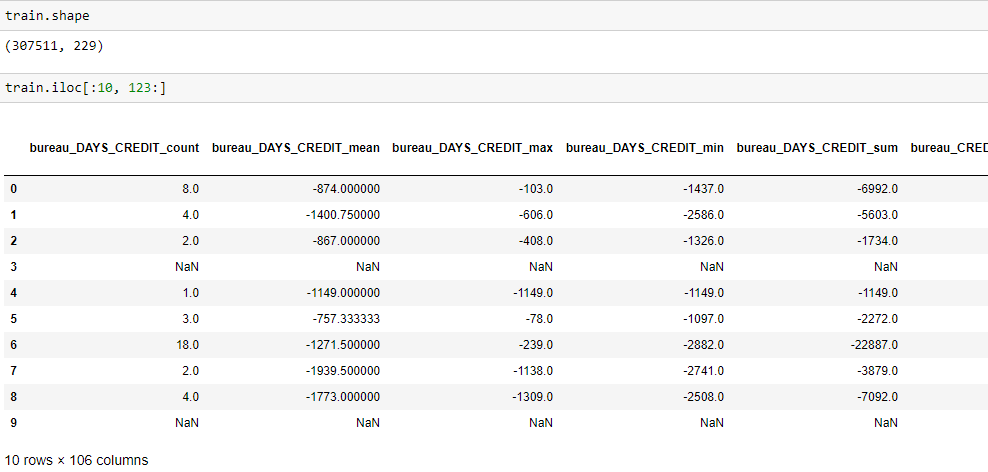 train.shape
(307511, 229)
train.iloc[:10, 123:]
bureau_DAYS_CREDIT_count bureau_DAYS_CREDIT_mean bureau_DAYS_CREDIT_max bureau_DAYS_CREDIT_min bureau_DAYS_CREDIT_sum bureau_CRED
0 8.0 -874.000000 -103.0 -1437.0 -6992.0
1 4.0 -1400.750000 -606.0 -2586.0 -5603.0
2 2.0 -867.000000 -408.0 -1326.0 -1734.0
3 NaN NaN NaN NaN NaN
4 1.0 -1149.000000 -1149.0 -1149.0 -1149.0
5 3.0 -757.333333 -78.0 -1097.0 -2272.0
6 18.0 -1271.500000 -239.0 -2882.0 -22887.0
7 2.0 -1939.500000 -1138.0 -2741.0 -3879.0
8 4.0 -1773.000000 -1309.0 -2508.0 -7092.0
9 NaN NaN NaN NaN NaN
10 rows × 106 columns